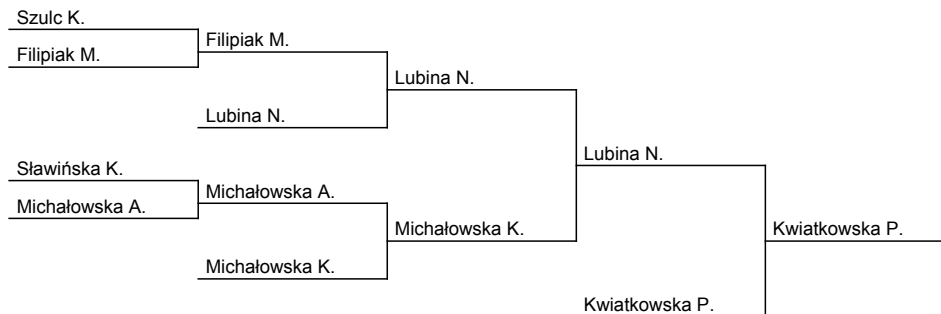 Szulc K.
Filipiak M.
Filipiak M.
Lubina N.
Lubina N.
Lubina N.
Sławińska K.
Michałowska A.
Michałowska A.
Michałowska K.
Kwiatkowska P.
Michałowska K.
Kwiatkowska P.